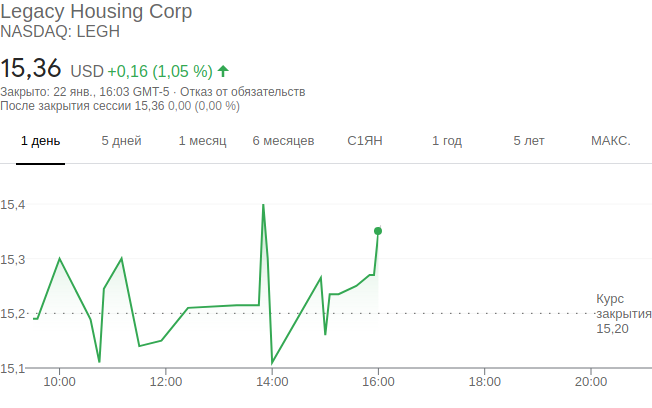 Legacy Housing Corp
NASDAQ: LEGH
15,36 USD +0,16 (1,05 %)
Закрыто: 22 янв., 16:03 GMT-5 · Отказ от обязательств
После закрытия сессии 15,36 0,00 (0,00 %)
1 день 5 дней 1 месяц 6 месяцев С1ЯН 1 год 5 лет МАКС.
15,4
15,3
15,2
15,1
Курс
закрытия
15,20
10:00 12:00 14:00 16:00 18:00 20:00